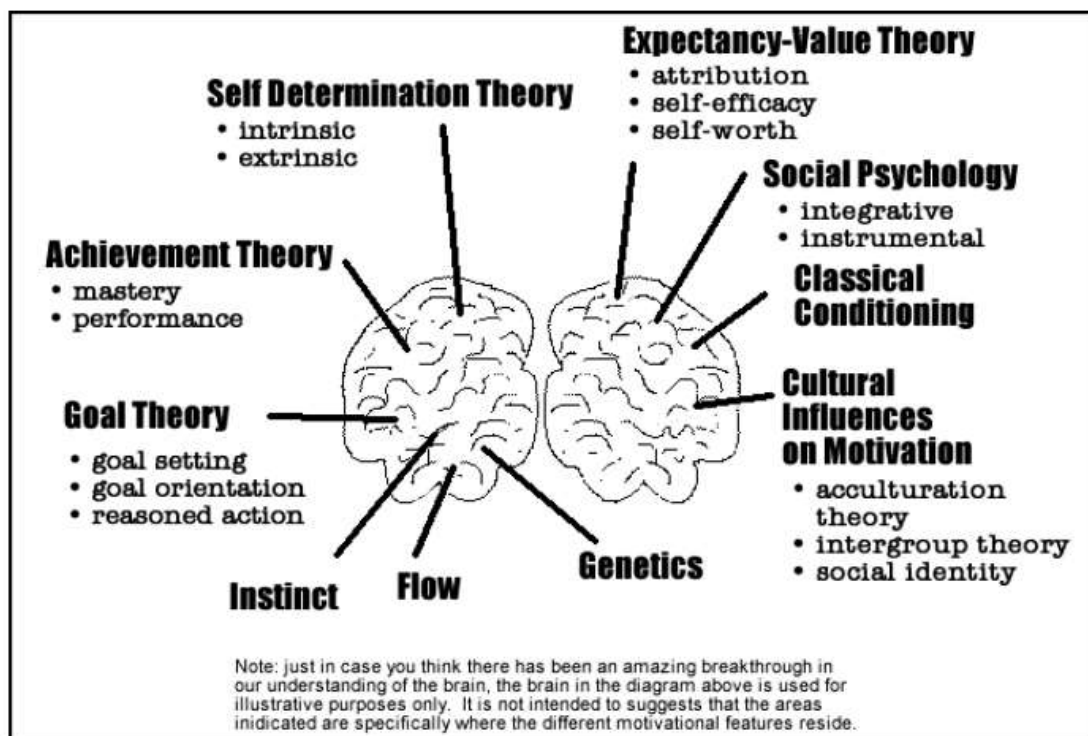 Expectancy-Value Theory
• attribution
• self-efficacy
• self-worth
Self Determination Theory
• intrinsic
• extrinsic
Social Psychology
• integrative
• instrumental
Achievement Theory
• mastery
• performance
Classical
Conditioning
Cultural
Influences
on Motivation
• acculturation
theory
• intergroup theory
• social identity
Goal Theory
• goal setting
• goal orientation
• reasoned action
Instinct
Flow
Genetics
Note: just in case you think there has been an amazing breakthrough in
our understanding of the brain, the brain in the diagram above is used for
illustrative purposes only. It is not intended to suggests that the areas
inidicated are specifically where the different motivational features reside.